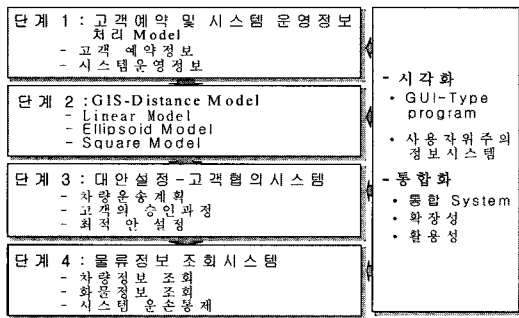 단계 1 : 고객예약 및 시스템 운영정보
처리 Model
- 고객 예약정보
- 시스템운영정보
단계 2 : GIS-Distance Model
- Linear Model
- Ellipsoid Model
- Square Model
단계 3 : 대안설정-고객협의시스템
- 차량운송계획
- 고객의 승인과정
- 최적 안 설정
단계 4 : 물류정보 조회시스템
- 차량정보 조회
- 화물정보 조회
- 시스템 운송통제
- 시각화
• GUI-Type
program
• 사용자위주의
정보시스템
- 통합화
• 통합 System
• 확장성
• 활용성